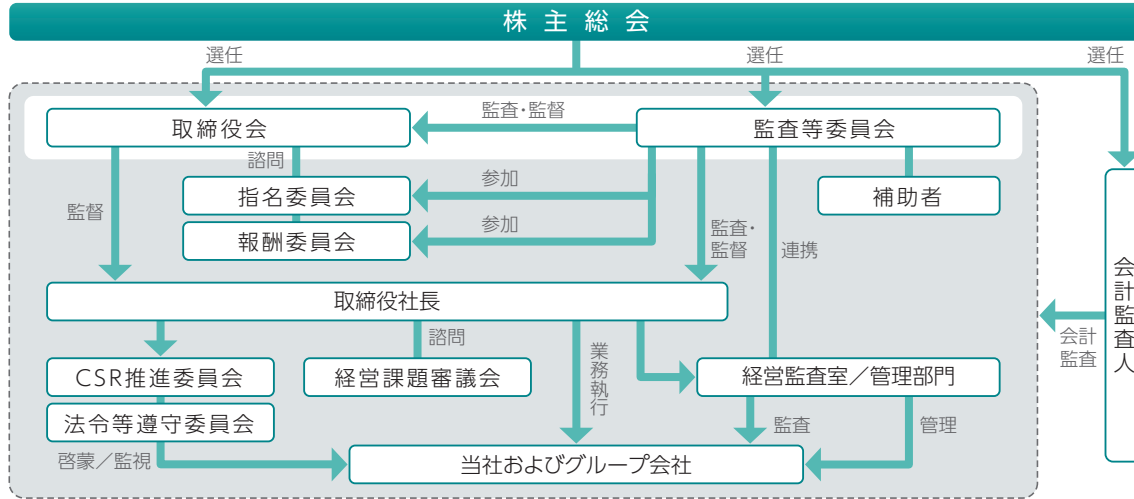 株主総会
選任
選任
選任
取締役会
監査・監督
監査等委員会
諮問
指名委員会
参加
補助者
監督
報酬委員会
参加
監査・
監督
連携
取締役社長
会計監査人
会計
監査
諮問
業務執行
CSR推進委員会
経営課題審議会
経営監査室／管理部門
法令等遵守委員会
監査
管理
啓蒙／監視
当社およびグループ会社